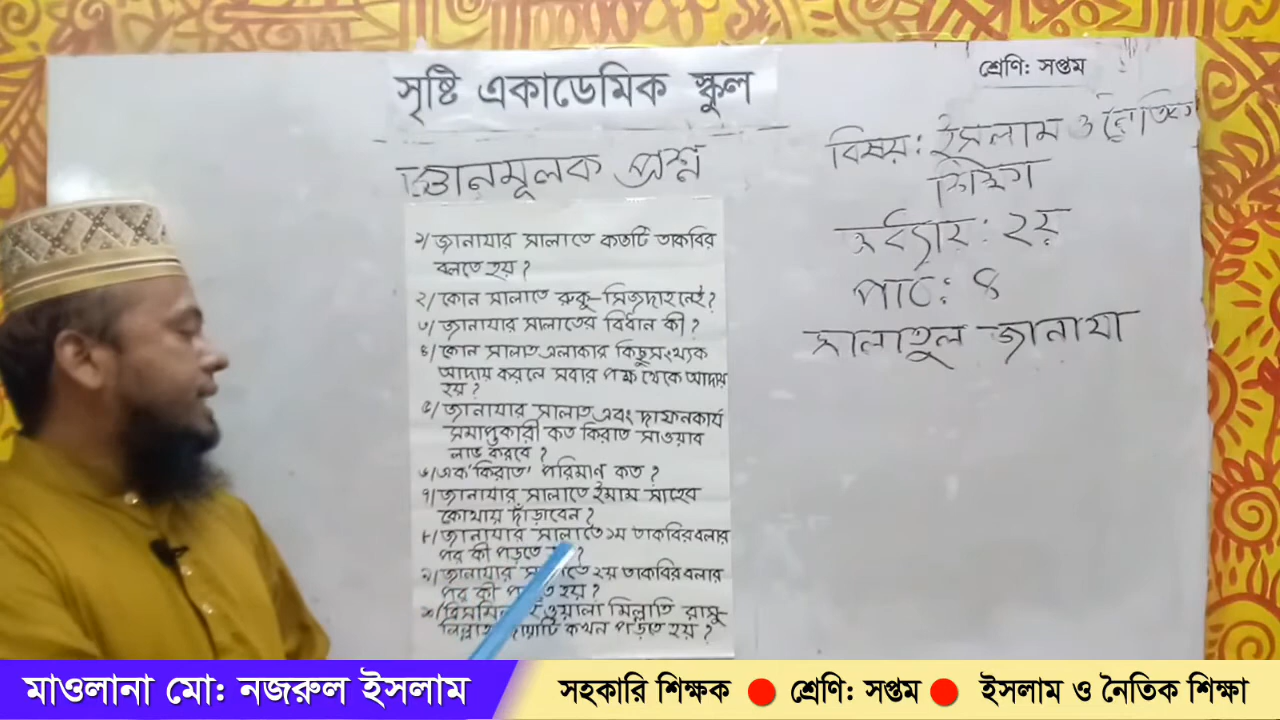 সৃষ্টি একাডেমিক স্কুল
শ্রেণি: সপ্তম
জ্ঞানমূলক প্রশ্ন
বিষয়: ইসলাম ও নৈতিক
শিক্ষা
অধ্যায়: ২য়
পাঠ: ৪
সালাতুল জানাযা
১/ জানাযার সালাতে কতটি তাকবির
বলতে হয় ?
২/ কোন সালাতে রুকু-সিজদাহ নেই ?
৩/ জানাযার সালাতের বিধান কী ?
৪/ কোন সালাত এলাকার কিছুসংখ্যক
আদায় করলে সবার পক্ষ থেকে আদায়
হয় ?
৫/ জানাযার সালাত এবং দাফনকার্য
সমাপ্তকারী কত কিরাত সাওয়াব
লাভ করবে ?
৬/ এক 'কিরাত' পরিমাণ কত ?
৭/ জানাযার সালাতে ইমাম সাহেব
কোথায় দাঁড়াবেন ?
৮/ জানাযার সালাতে ১ম তাকবির বলার
পর কী পড়তে ?
৯/ জানাযার সালাতে ২য় তাকবির বলার
পর কী হয় ?
১০/ ওয়ালা মিল্লাতি রাসু
লিল্লাহ দোয়াটি কখন পড়তে হয় ?
মাওলানা মো: নজরুল ইসলাম
সহকারি শিক্ষক ● শ্রেণি: সপ্তম ● ইসলাম ও নৈতিক শিক্ষা